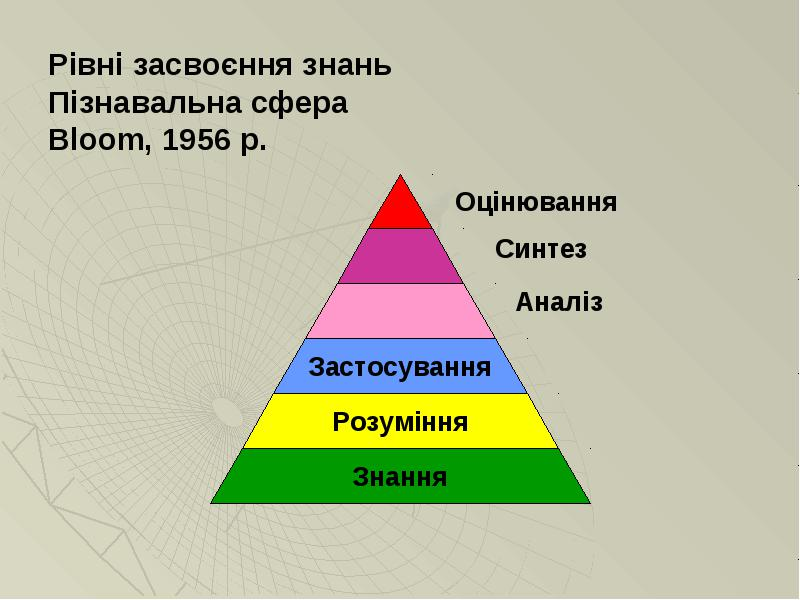 Рівні засвоєння знань
Пізнавальна сфера
Bloom, 1956 р.
Оцінювання
Синтез
Аналіз
Застосування
Розуміння
Знання